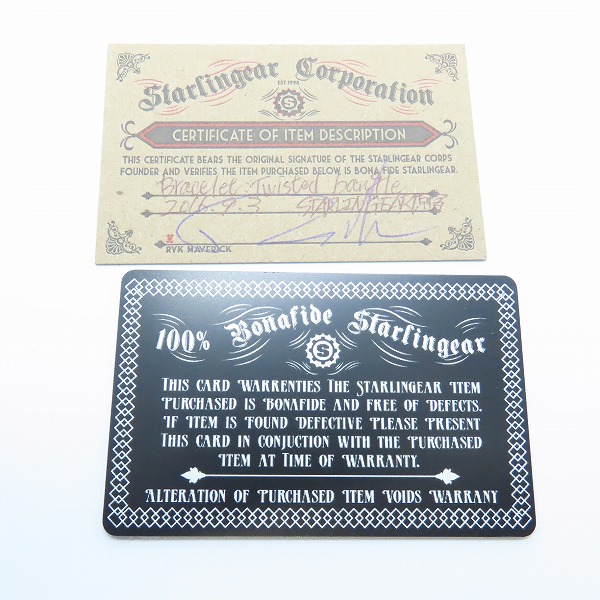 Starlingear Corporation
EST.1998
S
CERTIFICATE OF ITEM DESCRIPTION
THIS CERTIFICATE BEARS THE ORIGINAL SIGNATURE OF THE STARLINGEAR CORPS
FOUNDER AND VERIFIES THE ITEM PURCHASED BELOW IS BONA FIDE STARLINGEAR.
Bracelet: Twisted bangle
2016.9.3 STARLINGEAR
RYK MAVERICK
100% Bonafide Starlingear
S
THIS CARD WARRENTIES THE STARLINGEAR ITEM
PURCHASED IS BONAFIDE AND FREE OF DEFECTS.
IF ITEM IS FOUND DEFECTIVE PLEASE PRESENT
THIS CARD IN CONJUCTION WITH THE PURCHASED
ITEM AT TIME OF WARRANTY.
ALTERATION OF PURCHASED ITEM VOIDS WARRANY